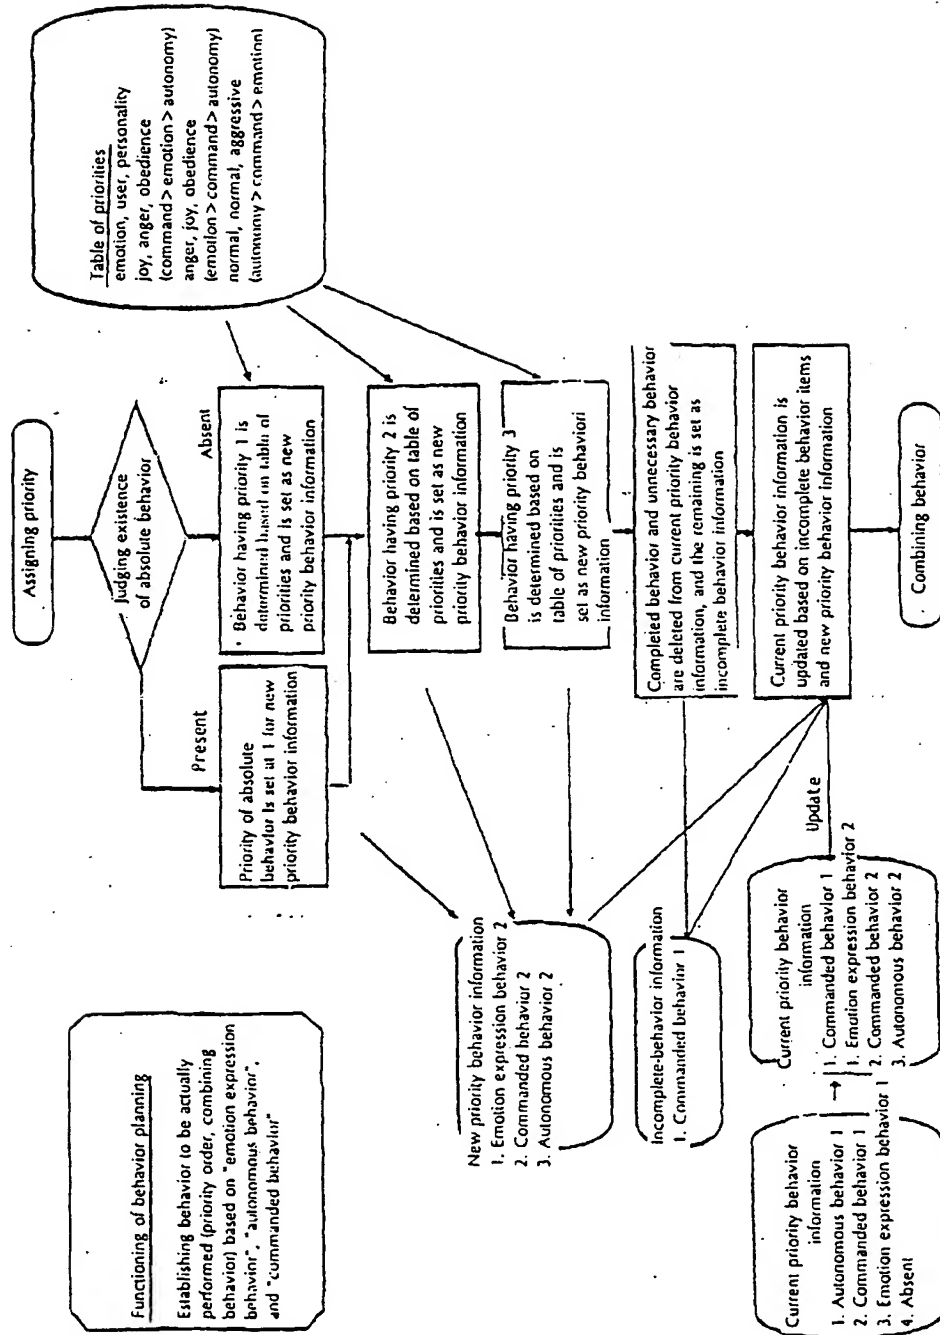 Functioning of behavior planning
Establishing behavior to be actually
performed (priority order, combining
behavior) based on "emotion expression
behavior", "autonomous behavior",
and "commanded behavior"
Assigning priority
Judging existence
of absolute behavior
Present
Absent
Priority of absolute
behavior is set at 1 for new
priority behavior information
Behavior having priority 1 is
determined based on table of
priorities and is set as new
priority behavior information
Table of priorities
emotion, user, personality
joy, anger, obedience
(command > emotion > autonomy)
anger, joy, obedience
(emotion > command > autonomy)
normal, normal, aggressive
(autonomy > command > emotion)
Behavior having priority 2 is
determined based on table of
priorities and is set as new
priority behavior information
Behavior having priority 3
is determined based on
table of priorities and is
set as new priority behaviori
information
New priority behavior information
1. Emotion expression behavior 2
2. Commanded behavior 2
3. Autonomous behavior 2
Completed behavior and unnecessary behavior
are deleted from current priority behavior
information, and the remaining is set as
incomplete behavior information
Incomplete-behavior information
1. Commanded behavior 1
Current priority behavior information is
updated based on incomplete behavior items
and new priority behavior information
Update
Current priority behavior
information
1. Autonomous behavior 1
2. Commanded behavior 1
3. Emotion expression behavior 1
4. Absent
Current priority behavior
information
1. Commanded behavior 1
1. Emotion expression behavior 2
2. Commanded behavior 2
3. Autonomous behavior 2
Combining behavior